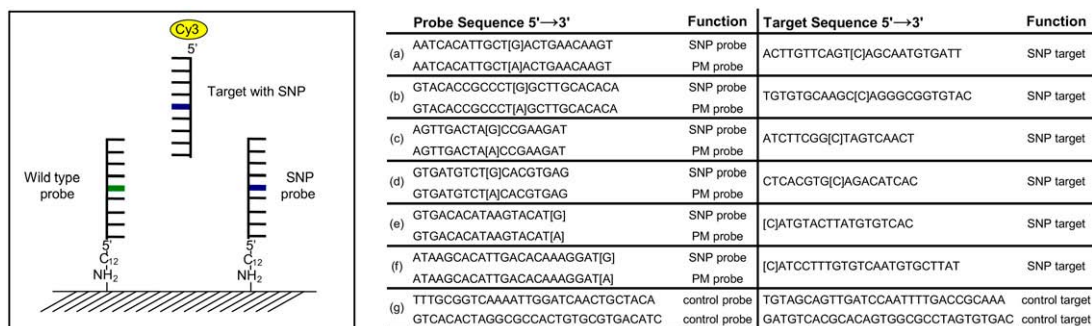 Cy3
5'
Target with SNP
Wild type
probe
SNP
probe
5'
C12
NH2
5'
C12
NH2
Probe Sequence 5'→3' Function Target Sequence 5'→3' Function
(a) AATCACATTGCT[G]ACTGAACAAGT SNP probe ACTTGTTCAGT[C]AGCAATGTGATT SNP target
AATCACATTGCT[A]ACTGAACAAGT PM probe
(b) GTACACCGCCCT[G]GCTTGCACACA SNP probe TGTGTGCAAGC[C]AGGGCGGTGTAC SNP target
GTACACCGCCCT[A]GCTTGCACACA PM probe
(c) AGTTGACTA[G]CCGAAGAT SNP probe ATCTTCGG[C]TAGTCAACT SNP target
AGTTGACTA[A]CCGAAGAT PM probe
(d) GTGATGTCT[G]CACGTGAG SNP probe CTCACGTG[C]AGACATCAC SNP target
GTGATGTCT[A]CACGTGAG PM probe
(e) GTGACACATAAGTACAT[G] SNP probe [C]ATGTACTTATGTGTCAC SNP target
GTGACACATAAGTACAT[A] PM probe
(f) ATAAGCACATTGACACAAAGGAT[G] SNP probe [C]ATCCTTTGTGTCAATGTGCTTAT SNP target
ATAAGCACATTGACACAAAGGAT[A] PM probe
(g) TTTGCGGTCAAAATTGGATCAACTGCTACA control probe TGTAGCAGTTGATCCAATTTTGACCGCAAA control target
GTCACACTAGGCGCCACTGTGCGTGACATC control probe GATGTCACGCACAGTGGCGCCTAGTGTGAC control target